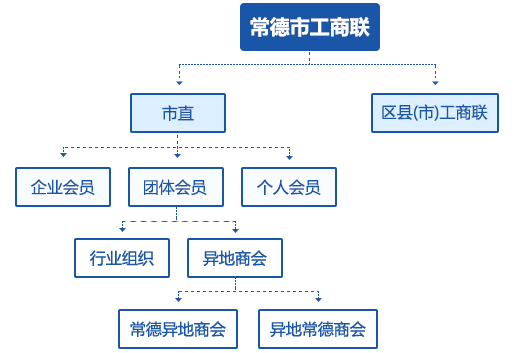 常德市工商联
市直
区县(市)工商联
企业会员
团体会员
个人会员
行业组织
异地商会
常德异地商会
异地常德商会